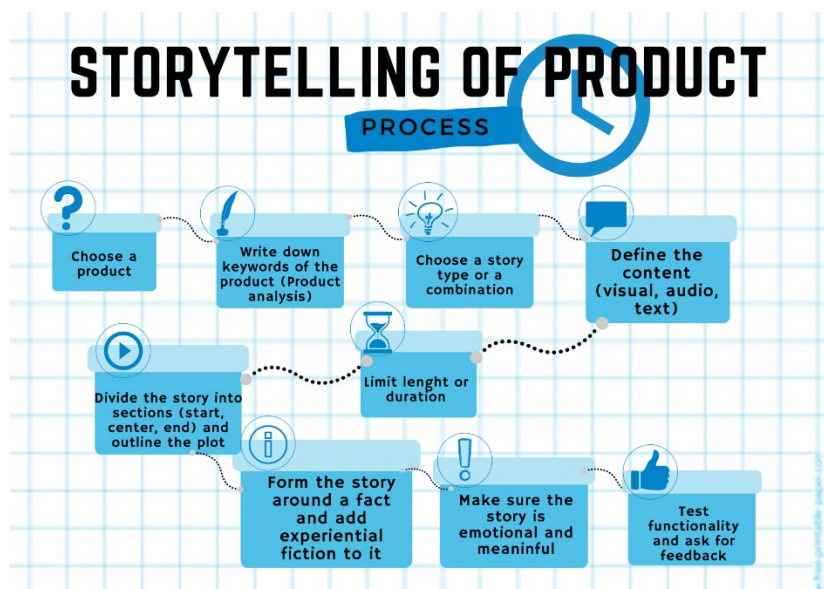 STORYTELLING OF PRODUCT
PROCESS
Choose a
product
Write down
keywords of the
product (Product
analysis)
Choose a story
type or a
combination
Define the
content
(visual, audio,
text)
Limit lenght or
duration
Divide the story into
sections (start,
center, end) and
outline the plot
Form the story
around a fact
and add
experiential
fiction to it
Make sure the
story is
emotional and
meaninful
Test
functionality
and ask for
feedback